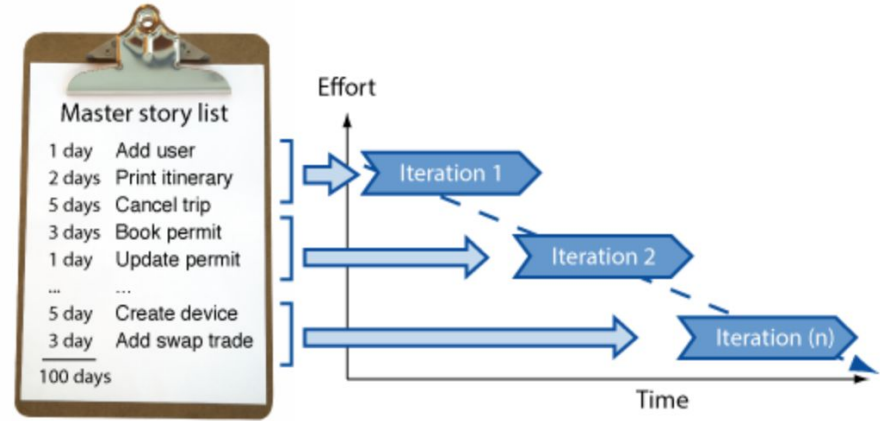 Master story list
1 day Add user
2 days Print itinerary
5 days Cancel trip
3 days Book permit
1 day Update permit
... ...
5 day Create device
3 day Add swap trade
100 days
Effort
Iteration 1
Iteration 2
Iteration (n)
Time